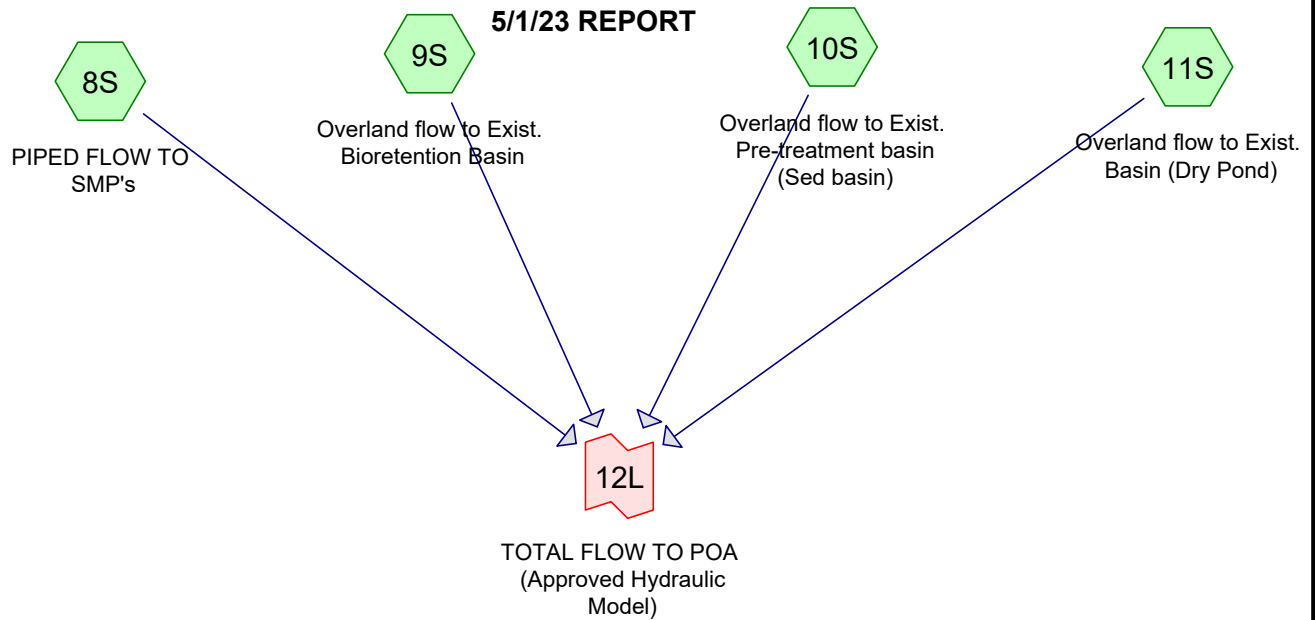 5/1/23 REPORT
8S
PIPED FLOW TO
SMP's
9S
Overland flow to Exist.
Bioretention Basin
10S
Overland flow to Exist.
Pre-treatment basin
(Sed basin)
11S
Overland flow to Exist.
Basin (Dry Pond)
12L
TOTAL FLOW TO POA
(Approved Hydraulic
Model)